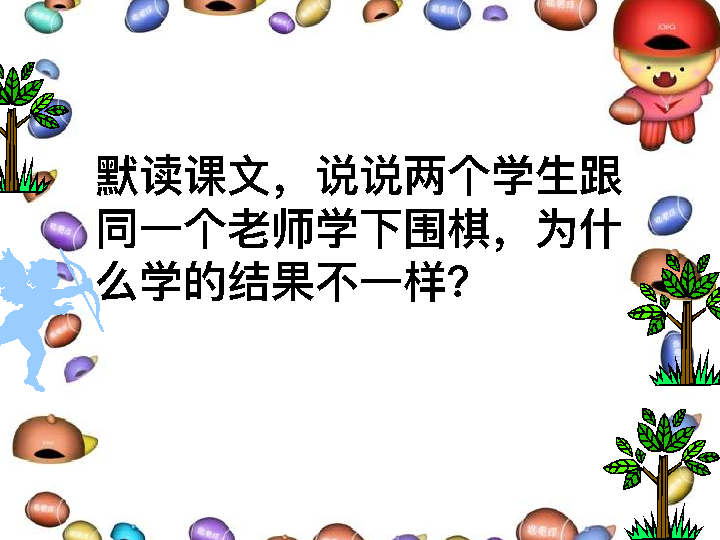 默读课文，说说两个学生跟
同一个老师学下围棋，为什
么学的结果不一样？